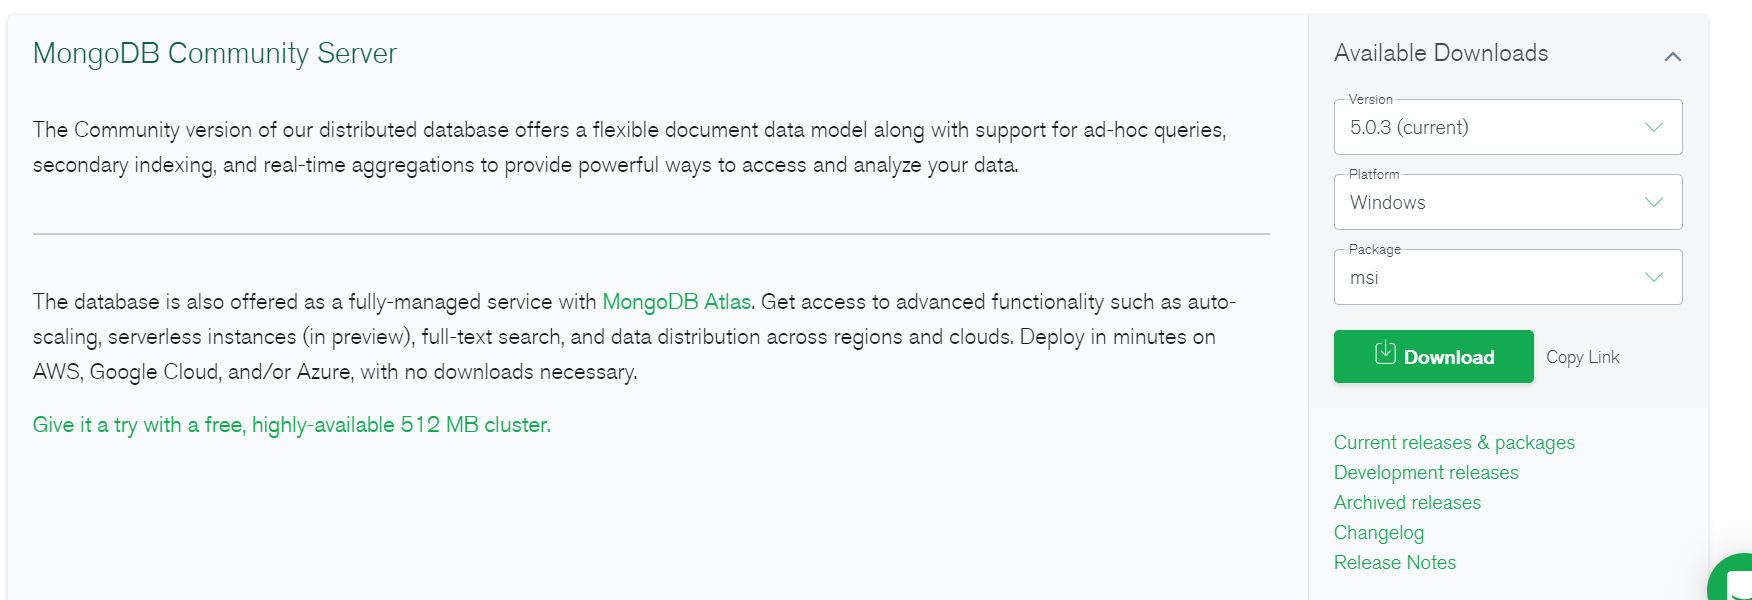 MongoDB Community Server
The Community version of our distributed database offers a flexible document data model along with support for ad-hoc queries,
secondary indexing, and real-time aggregations to provide powerful ways to access and analyze your data.
The database is also offered as a fully-managed service with MongoDB Atlas. Get access to advanced functionality such as auto-
scaling, serverless instances (in preview), full-text search, and data distribution across regions and clouds. Deploy in minutes on
AWS, Google Cloud, and/or Azure, with no downloads necessary.
Give it a try with a free, highly-available 512 MB cluster.
Available Downloads
Version
5.0.3 (current)
Platform
Windows
Package
msi
Download
Copy Link
Current releases & packages
Development releases
Archived releases
Changelog
Release Notes